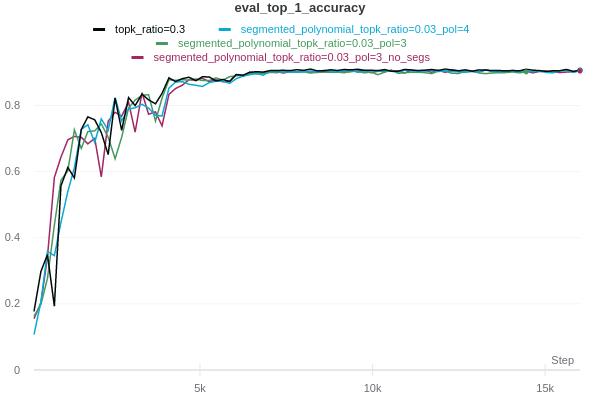 eval_top_1_accuracy
topk_ratio=0.3 segmented_polynomial_topk_ratio=0.03_pol=4
segmented_polynomial_topk_ratio=0.03_pol=3
segmented_polynomial_topk_ratio=0.03_pol=3_no_segs
0.8
0.6
0.4
0.2
Step
0
5k 10k 15k